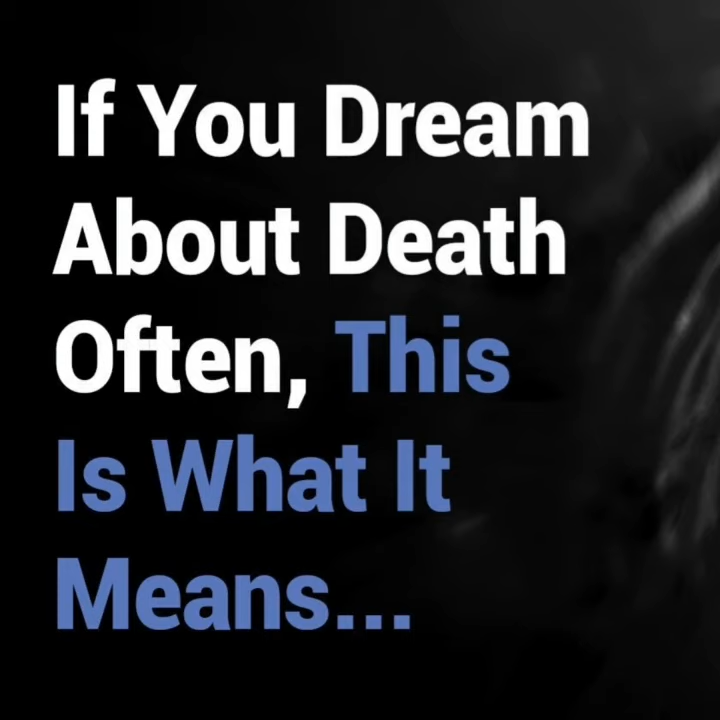 If You Dream
About Death
Often, This
Is What It
Means...